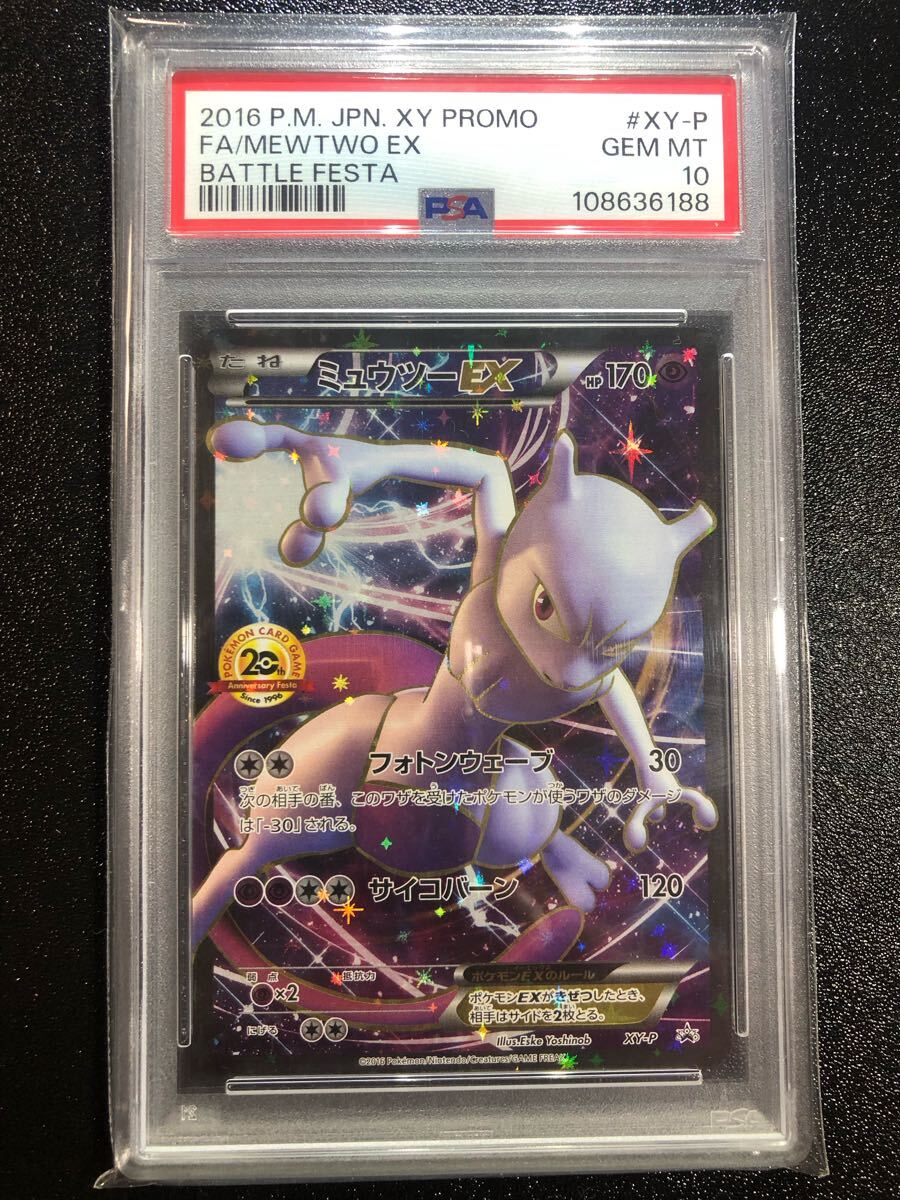 2016 P.M. JPN. XY PROMO #XY-P
FA/MEWTWO EX GEM MT
BATTLE FESTA 10
PSA 108636188
たね ミュウツーEX HP170
POKÉMON CARD GAME
20th
Anniversary Festa
Since 1996
フォトンウェーブ 30
次の相手の番、このワザを受けたポケモンが使うワザのダメージ
は「-30」される。
サイコバーン 120
弱点 抵抗力
×2
ポケモンEXのルール
ポケモンEXがきぜつしたとき、
相手はサイドを2枚とる。
にげる
Illus.Eske Yoshinob XY-P
©2016 Pokémon/Nintendo/Creatures/GAME FREAK